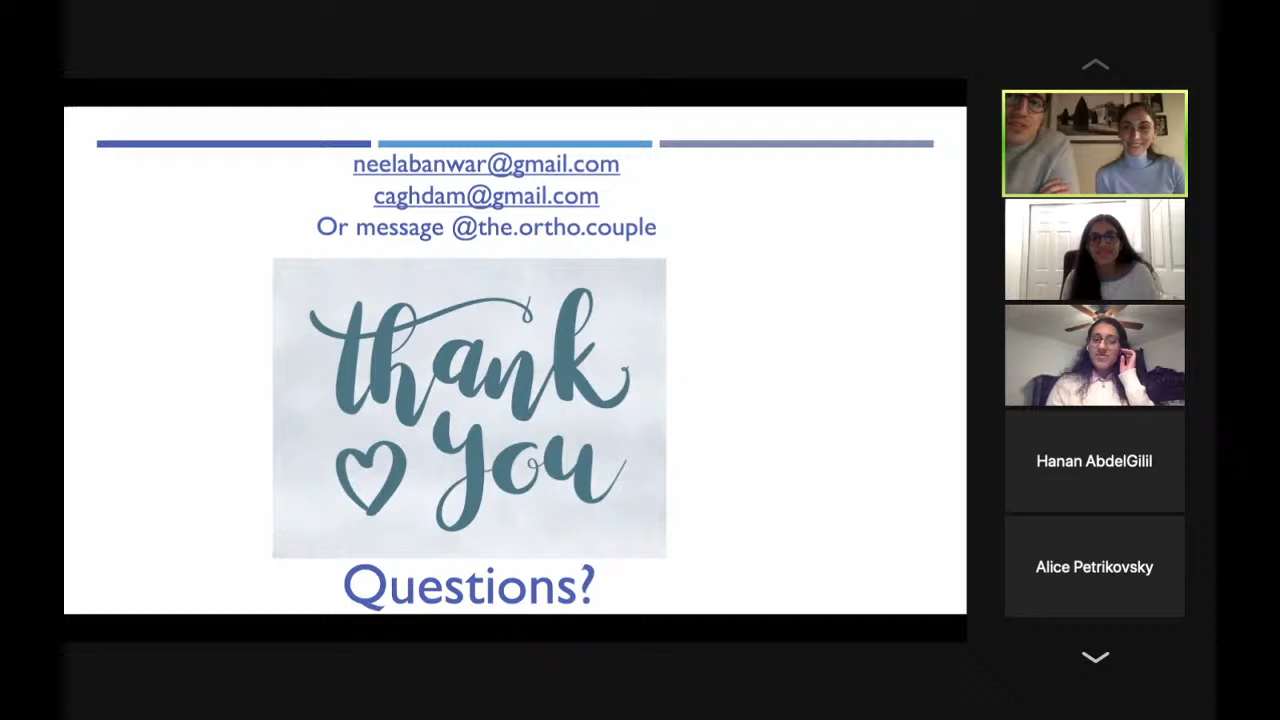 neelabanwar@gmail.com
caghdam@gmail.com
Or message @the.ortho.couple
thank
you
Questions?
Hanan AbdelGilil
Alice Petrikovsky